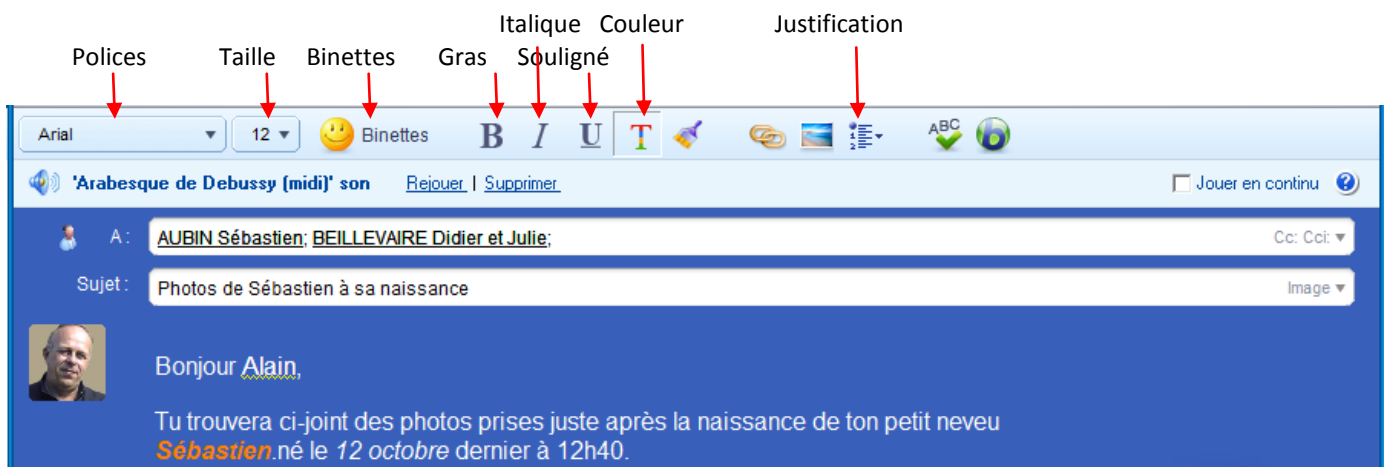 Italique Couleur Justification
Polices Taille Binettes Gras Souligné
Arial 12 Binettes B I U T ABC b
'Arabesque de Debussy (midi)' son Rejouer | Supprimer Jouer en continu ?
A: AUBIN Sébastien; BEILLEVAIRE Didier et Julie; Cc: Cci:
Sujet: Photos de Sébastien à sa naissance Image
Bonjour Alain,
Tu trouvera ci-joint des photos prises juste après la naissance de ton petit neveu
Sébastien.né le 12 octobre dernier à 12h40.